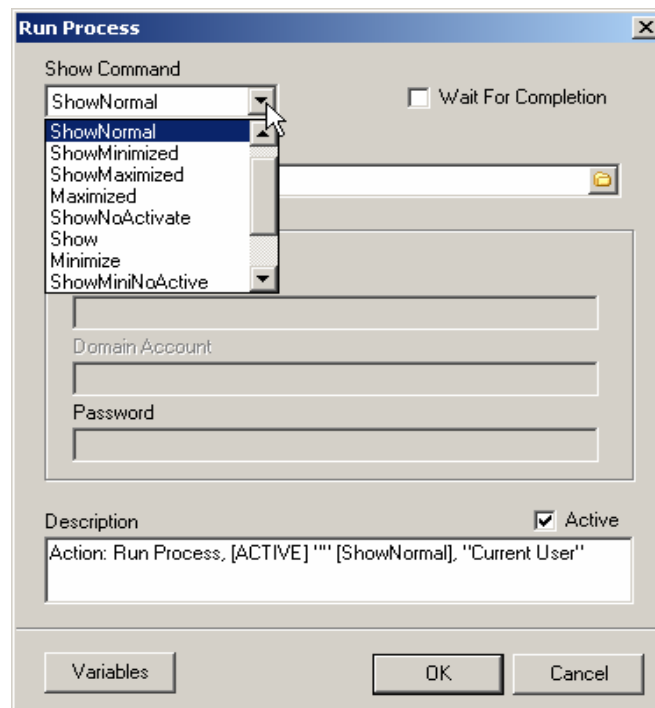 Run Process
Show Command
ShowNormal
Wait For Completion
ShowNormal
ShowMinimized
ShowMaximized
Maximized
ShowNoActivate
Show
Minimize
ShowMiniNoActive
Domain Account
Password
Description
Active
Action: Run Process, [ACTIVE] "" [ShowNormal], "Current User"
Variables
OK
Cancel